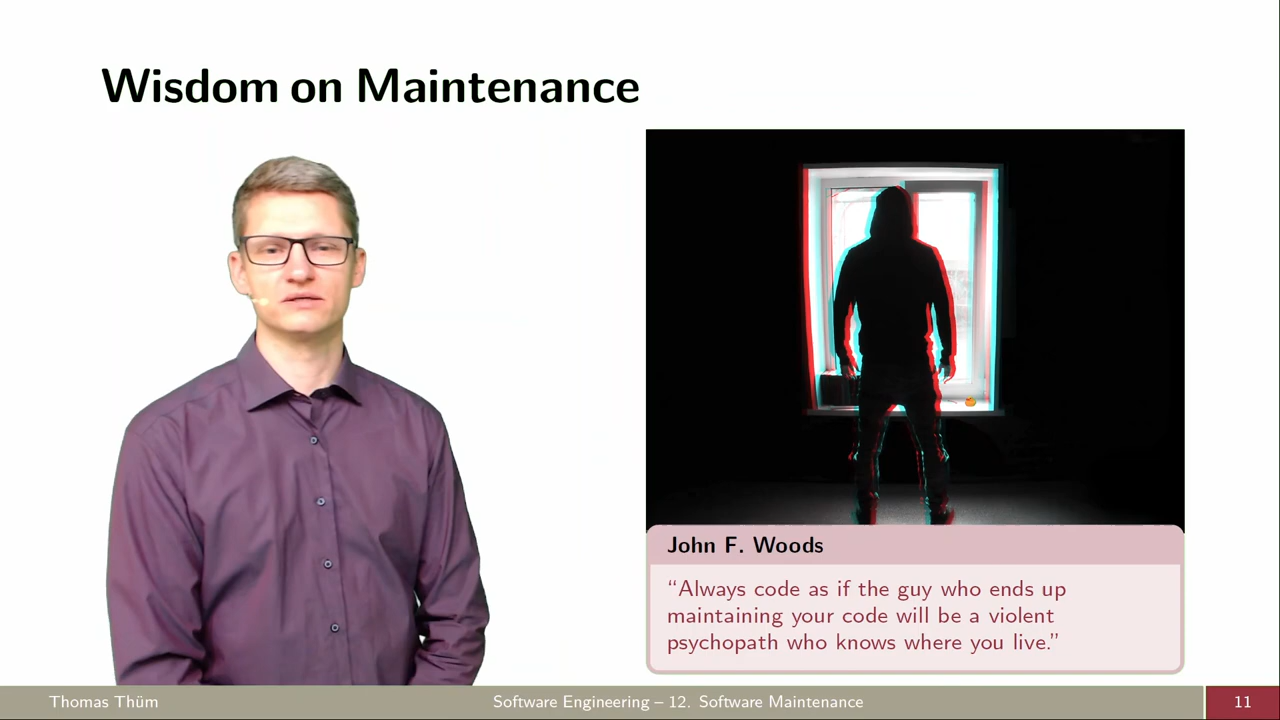 Wisdom on Maintenance
John F. Woods
“Always code as if the guy who ends up
maintaining your code will be a violent
psychopath who knows where you live.”
Thomas Thüm
Software Engineering – 12. Software Maintenance
11